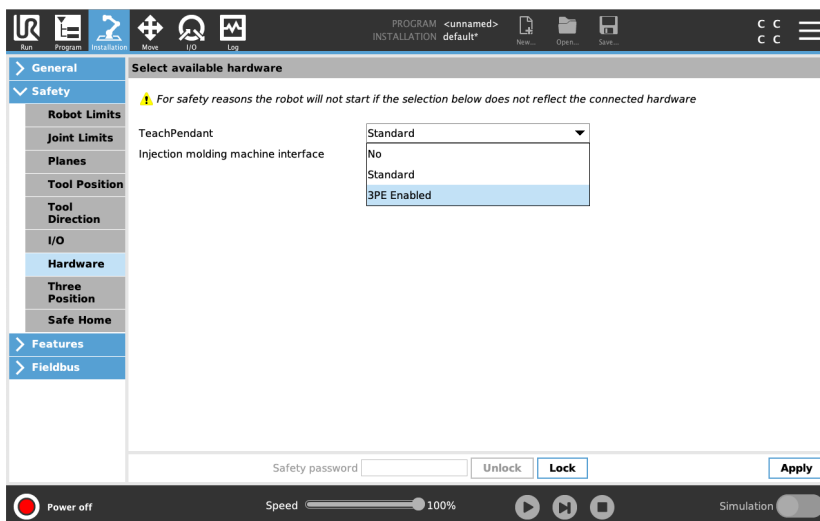 PROGRAM <unnamed>
INSTALLATION default*
UR
Run Program Installation Move I/O Log New... Open... Save...
C C
C C
General
Select available hardware
Safety
For safety reasons the robot will not start if the selection below does not reflect the connected hardware
Robot Limits
Joint Limits
Planes
Tool Position
Tool
Direction
I/O
Hardware
Three
Position
Safe Home
Features
Fieldbus
TeachPendant Standard
Injection molding machine interface
No
Standard
3PE Enabled
Safety password Unlock Lock Apply
Power off Speed 100% Simulation